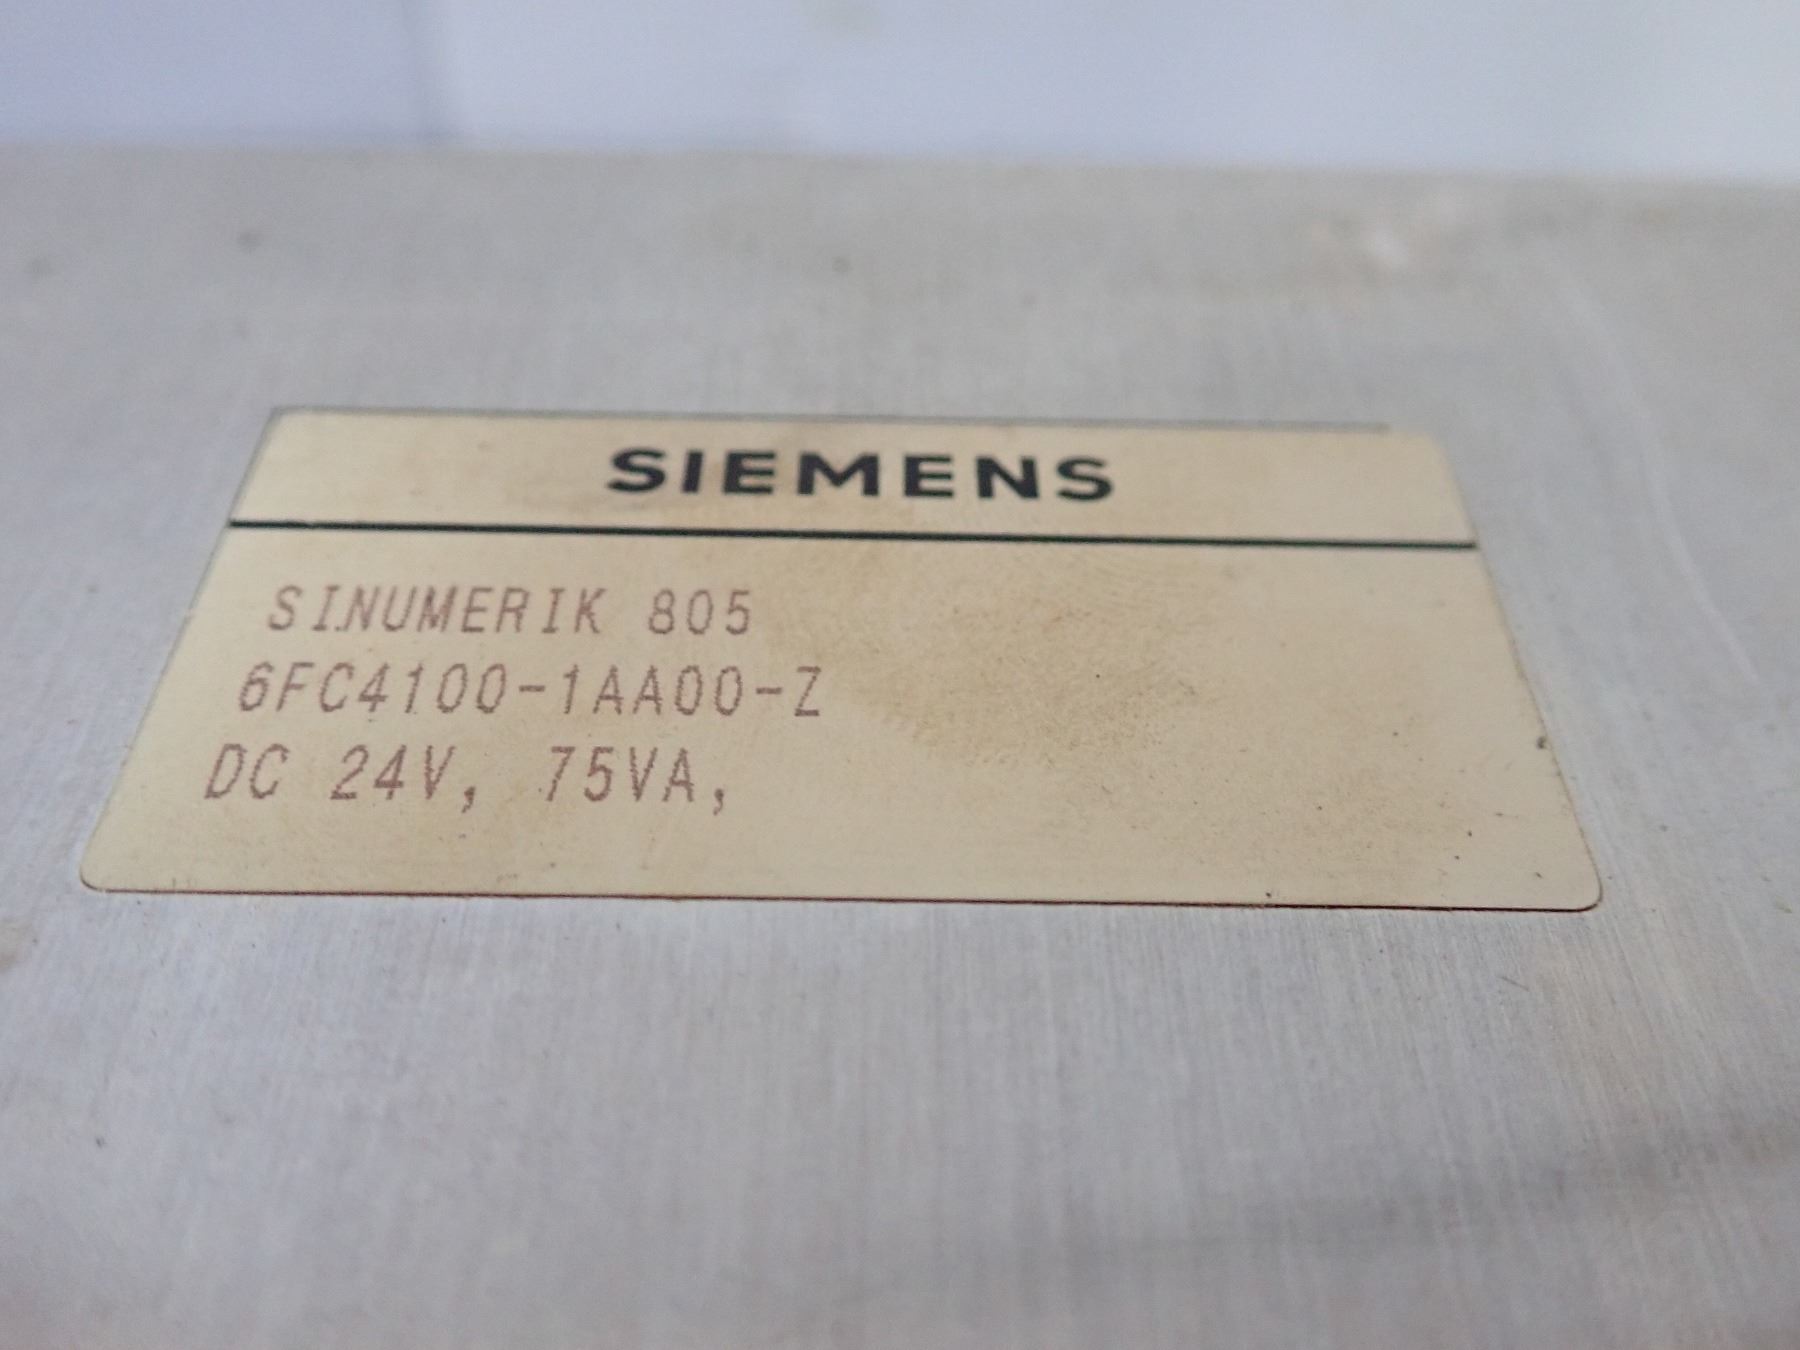 SIEMENS
SINUMERIK 805
6FC4100-1AA00-Z
DC 24V, 75VA,